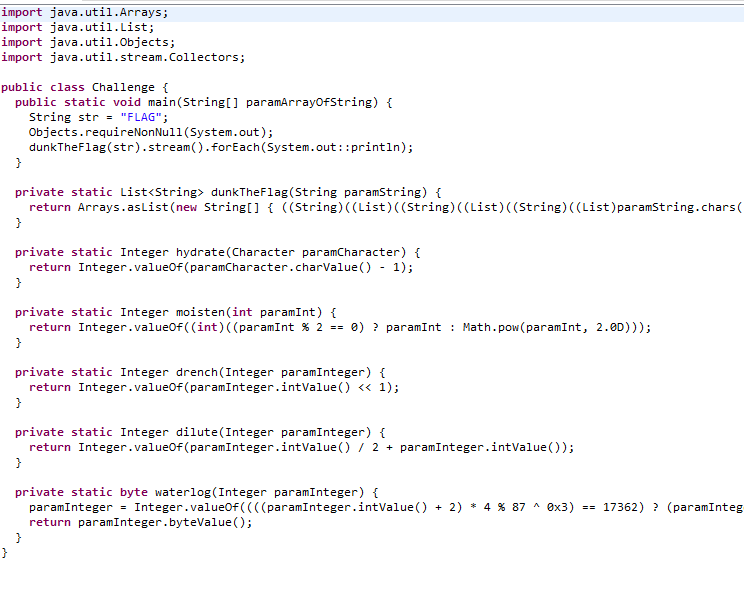 import java.util.Arrays;
import java.util.List;
import java.util.Objects;
import java.util.stream.Collectors;

public class Challenge {
  public static void main(String[] paramArrayOfString) {
    String str = "FLAG";
    Objects.requireNonNull(System.out);
    dunkTheFlag(str).stream().forEach(System.out::println);
  }

  private static List<String> dunkTheFlag(String paramString) {
    return Arrays.asList(new String[] { ((String)((List)((String)((List)((String)((List)paramString.chars(
  }

  private static Integer hydrate(Character paramCharacter) {
    return Integer.valueOf(paramCharacter.charValue() - 1);
  }

  private static Integer moisten(int paramInt) {
    return Integer.valueOf((int)((paramInt % 2 == 0) ? paramInt : Math.pow(paramInt, 2.0D)));
  }

  private static Integer drench(Integer paramInteger) {
    return Integer.valueOf(paramInteger.intValue() << 1);
  }

  private static Integer dilute(Integer paramInteger) {
    return Integer.valueOf(paramInteger.intValue() / 2 + paramInteger.intValue());
  }

  private static byte waterlog(Integer paramInteger) {
    paramInteger = Integer.valueOf((((paramInteger.intValue() + 2) * 4 % 87 ^ 0x3) == 17362) ? (paramInteg
    return paramInteger.byteValue();
  }
}